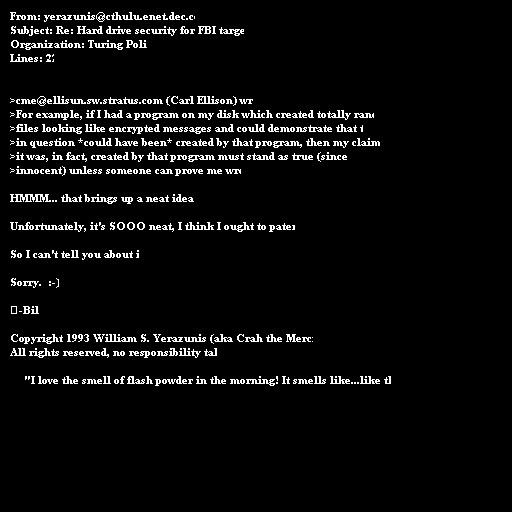 From: yerazunis@cthulu.enet.dec.c
Subject: Re: Hard drive security for FBI targe
Organization: Turing Poli
Lines: 2

>cme@ellisun.sw.stratus.com (Carl Ellison) wr
>For example, if I had a program on my disk which created totally ran
>files looking like encrypted messages and could demonstrate that t
>in question *could have been* created by that program, then my claim
>it was, in fact, created by that program must stand as true (since
>innocent) unless someone can prove me wr

HMMM... that brings up a neat idea

Unfortunately, it's SOOO neat, I think I ought to pate

So I can't tell you about i

Sorry. :-)

-Bil

Copyright 1993 William S. Yerazunis (aka Crah the Merc
All rights reserved, no responsibility tal

"I love the smell of flash powder in the morning! It smells like...like t